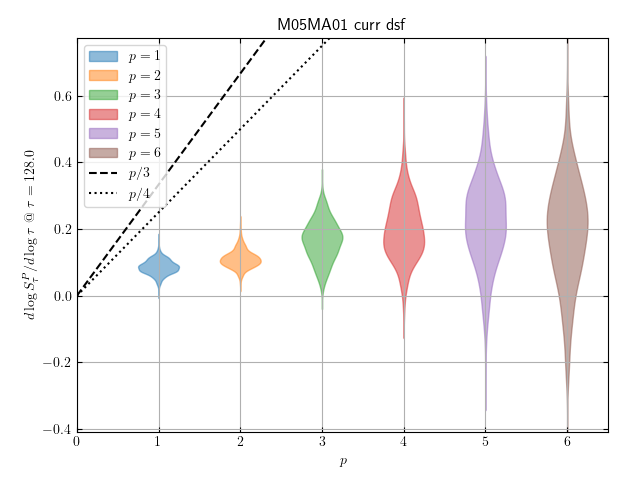 M05MA01 curr dsf
p = 1
p = 2
p = 3
p = 4
p = 5
p = 6
p/3
p/4
d log S_τ^P / d log τ @ τ = 128.0
0.6
0.4
0.2
0.0
−0.2
−0.4
0 1 2 3 4 5 6
p